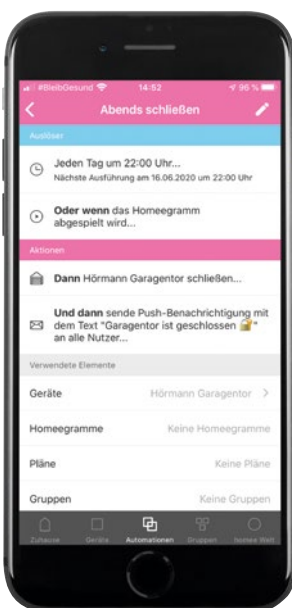 #BleibGesund 14:52 96 %
Abends schließen
Auslöser
Jeden Tag um 22:00 Uhr...
Nächste Ausführung am 16.06.2020 um 22:00 Uhr
Oder wenn das Homeegramm
abgespielt wird...
Aktionen
Dann Hörmann Garagentor schließen...
Und dann sende Push-Benachrichtigung mit
dem Text "Garagentor ist geschlossen 🔐"
an alle Nutzer...
Verwendete Elemente
Geräte Hörmann Garagentor >
Homeegramme Keine Homeegramme
Pläne Keine Pläne
Gruppen Keine Gruppen
Zuhause Geräte Automationen Gruppen homee Welt